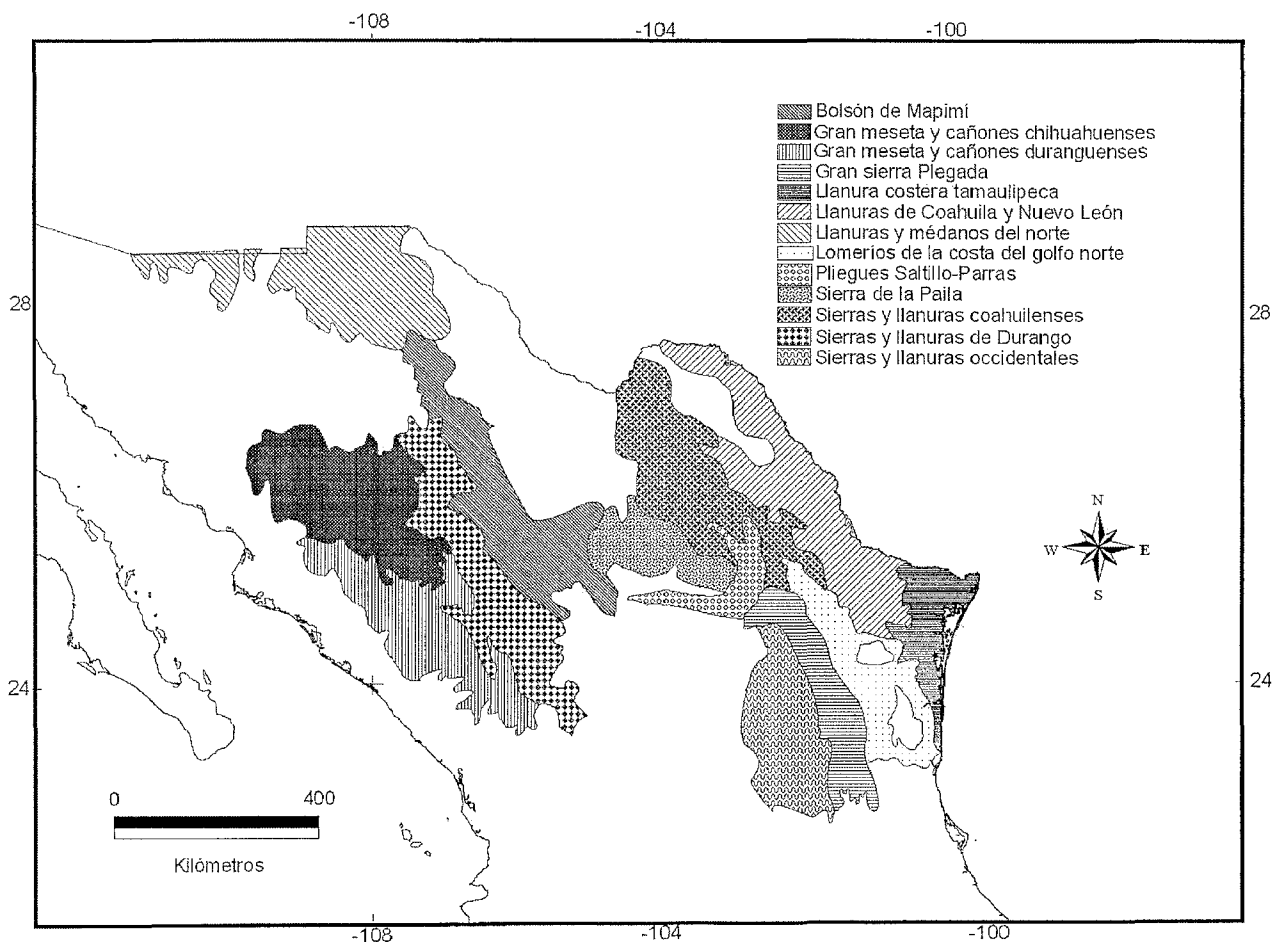 -108
-104
-100
Bolsón de Mapimí
Gran meseta y cañones chihuahuenses
Gran meseta y cañones duranguenses
Gran sierra Plegada
Llanura costera tamaulipeca
Llanuras de Coahuila y Nuevo León
Llanuras y médanos del norte
Lomeríos de la costa del golfo norte
Pliegues Saltillo-Parras
Sierra de la Paila
Sierras y llanuras coahuilenses
Sierras y llanuras de Durango
Sierras y llanuras occidentales
28
28
N
W
E
S
24
24
0
400
Kilómetros
-108
-104
-100